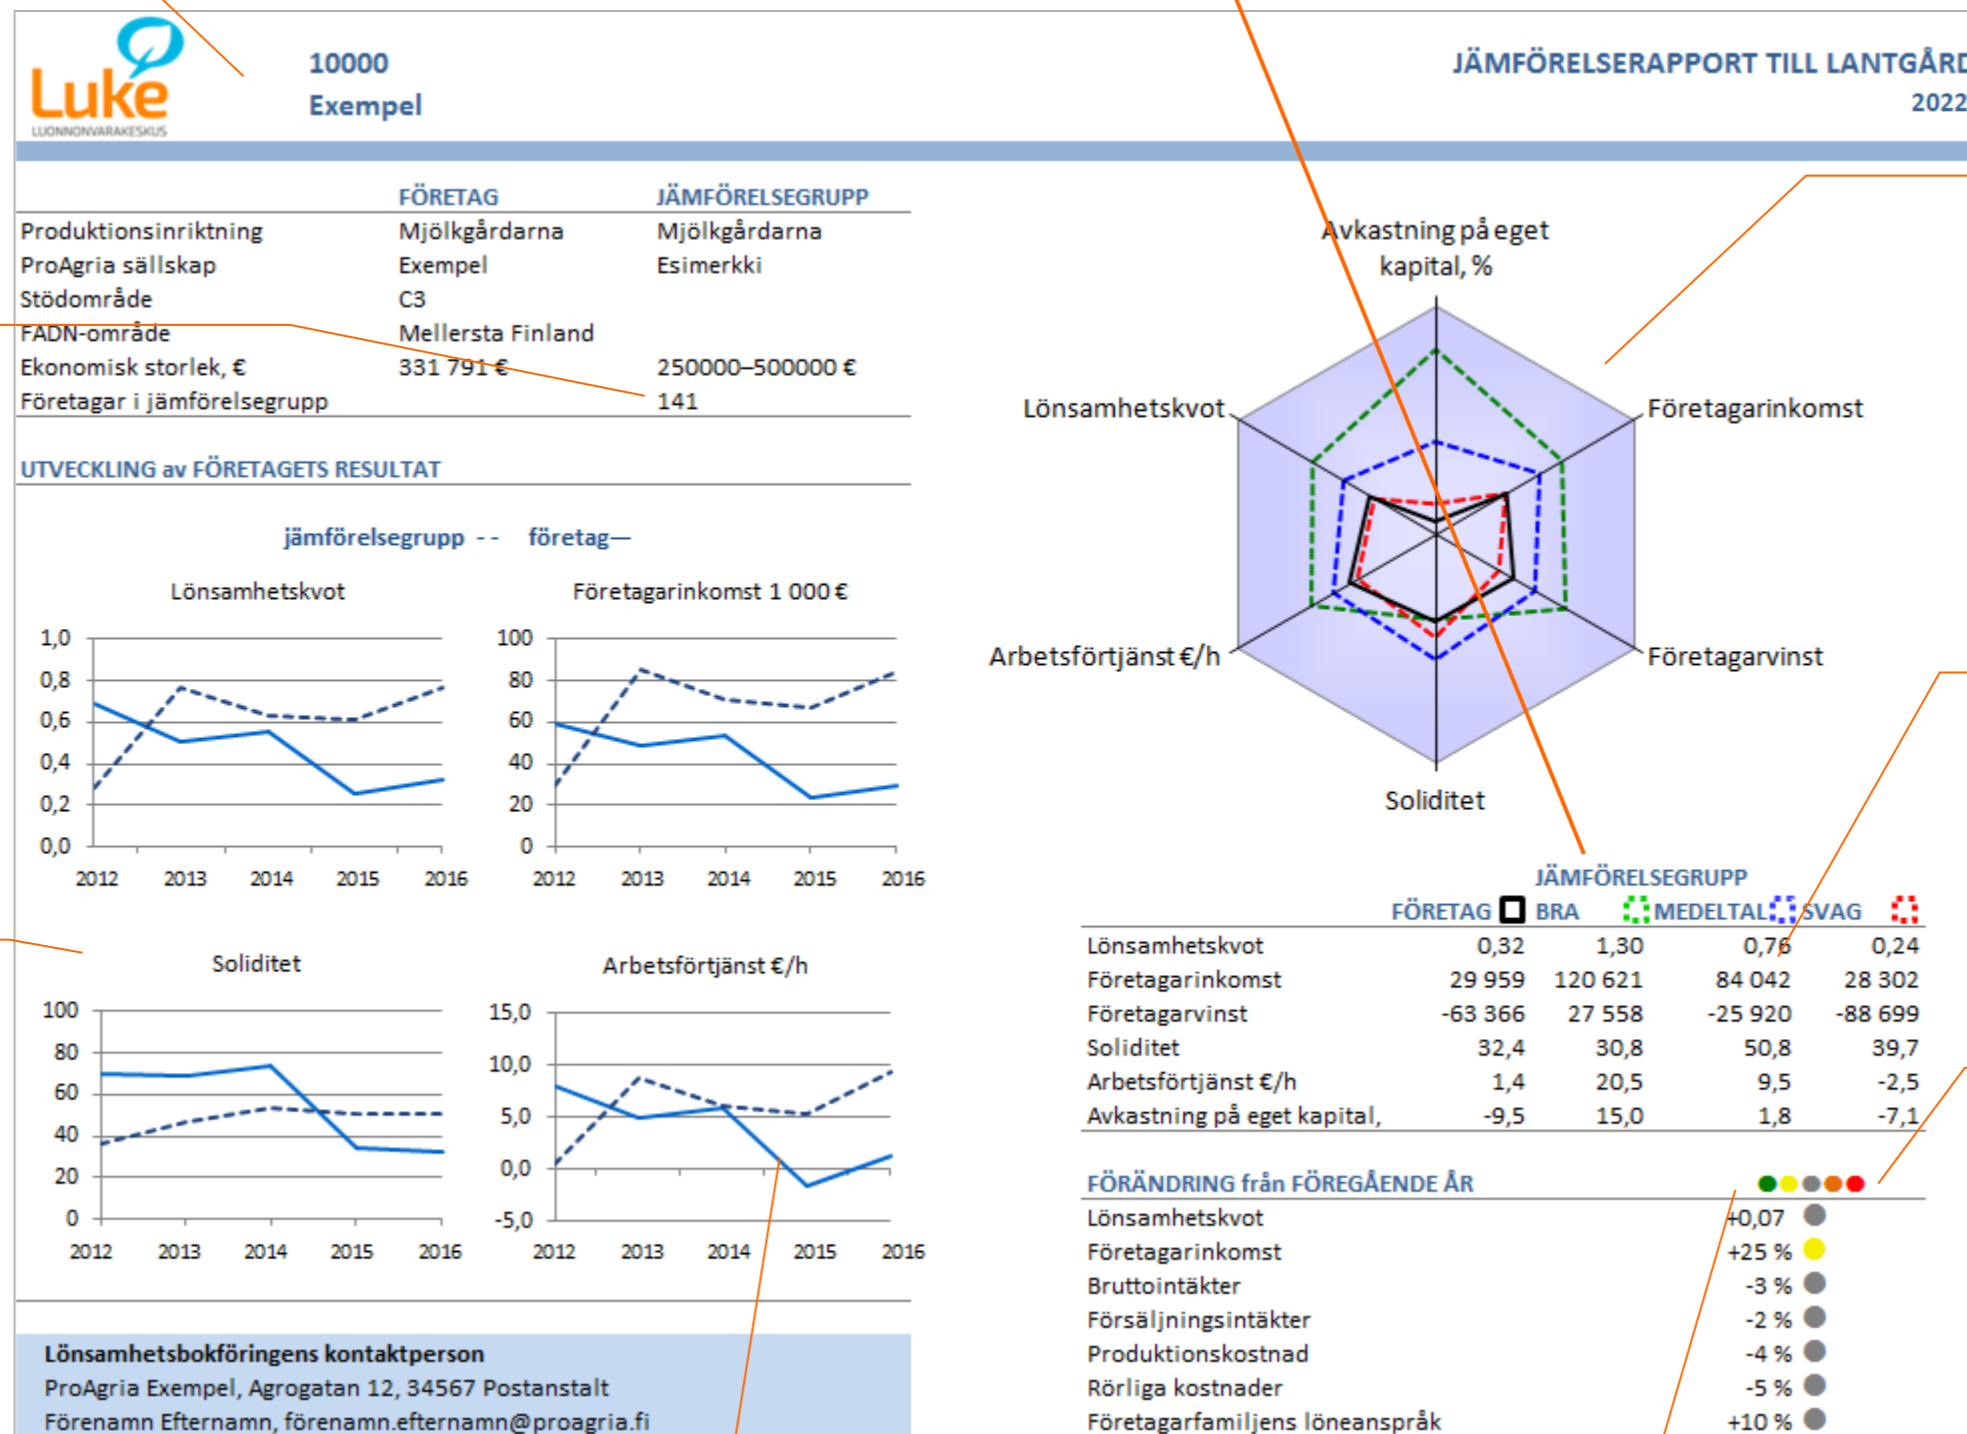 Luke
LUONNONVARAKESKUS
10000
Exempel
JÄMFÖRELSERAPPORT TILL LANTGÅRD
2022
FÖRETAG JÄMFÖRELSEGRUPP
Produktionsinriktning Mjölkgårdarna Mjölkgårdarna
ProAgria sällskap Exempel Esimerkki
Stödområde C3
FADN-område Mellersta Finland
Ekonomisk storlek, € 331 791 € 250000–500000 €
Företagar i jämförelsegrupp 141
UTVECKLING av FÖRETAGETS RESULTAT
jämförelsegrupp - - företag—
Lönsamhetskvot
1,0
0,8
0,6
0,4
0,2
0,0
2012 2013 2014 2015 2016
Företagarinkomst 1 000 €
100
80
60
40
20
0
2012 2013 2014 2015 2016
Soliditet
100
80
60
40
20
0
2012 2013 2014 2015 2016
Arbetsförtjänst €/h
15,0
10,0
5,0
0,0
-5,0
2012 2013 2014 2015 2016
Lönsamhetsbokföringens kontaktperson
ProAgria Exempel, Agrogatan 12, 34567 Postanstalt
Förenamn Efternamn, förenamn.efternamn@proagria.fi
Avkastning på eget
kapital, %
Lönsamhetskvot
Företagarinkomst
Arbetsförtjänst €/h
Företagarvinst
Soliditet
JÄMFÖRELSEGRUPP
FÖRETAG BRA MEDELTAL SVAG
Lönsamhetskvot 0,32 1,30 0,76 0,24
Företagarinkomst 29 959 120 621 84 042 28 302
Företagarvinst -63 366 27 558 -25 920 -88 699
Soliditet 32,4 30,8 50,8 39,7
Arbetsförtjänst €/h 1,4 20,5 9,5 -2,5
Avkastning på eget kapital, -9,5 15,0 1,8 -7,1
FÖRÄNDRING från FÖREGÅENDE ÅR
Lönsamhetskvot +0,07
Företagarinkomst +25 %
Bruttointäkter -3 %
Försäljningsintäkter -2 %
Produktionskostnad -4 %
Rörliga kostnader -5 %
Företagarfamiljens löneanspråk +10 %